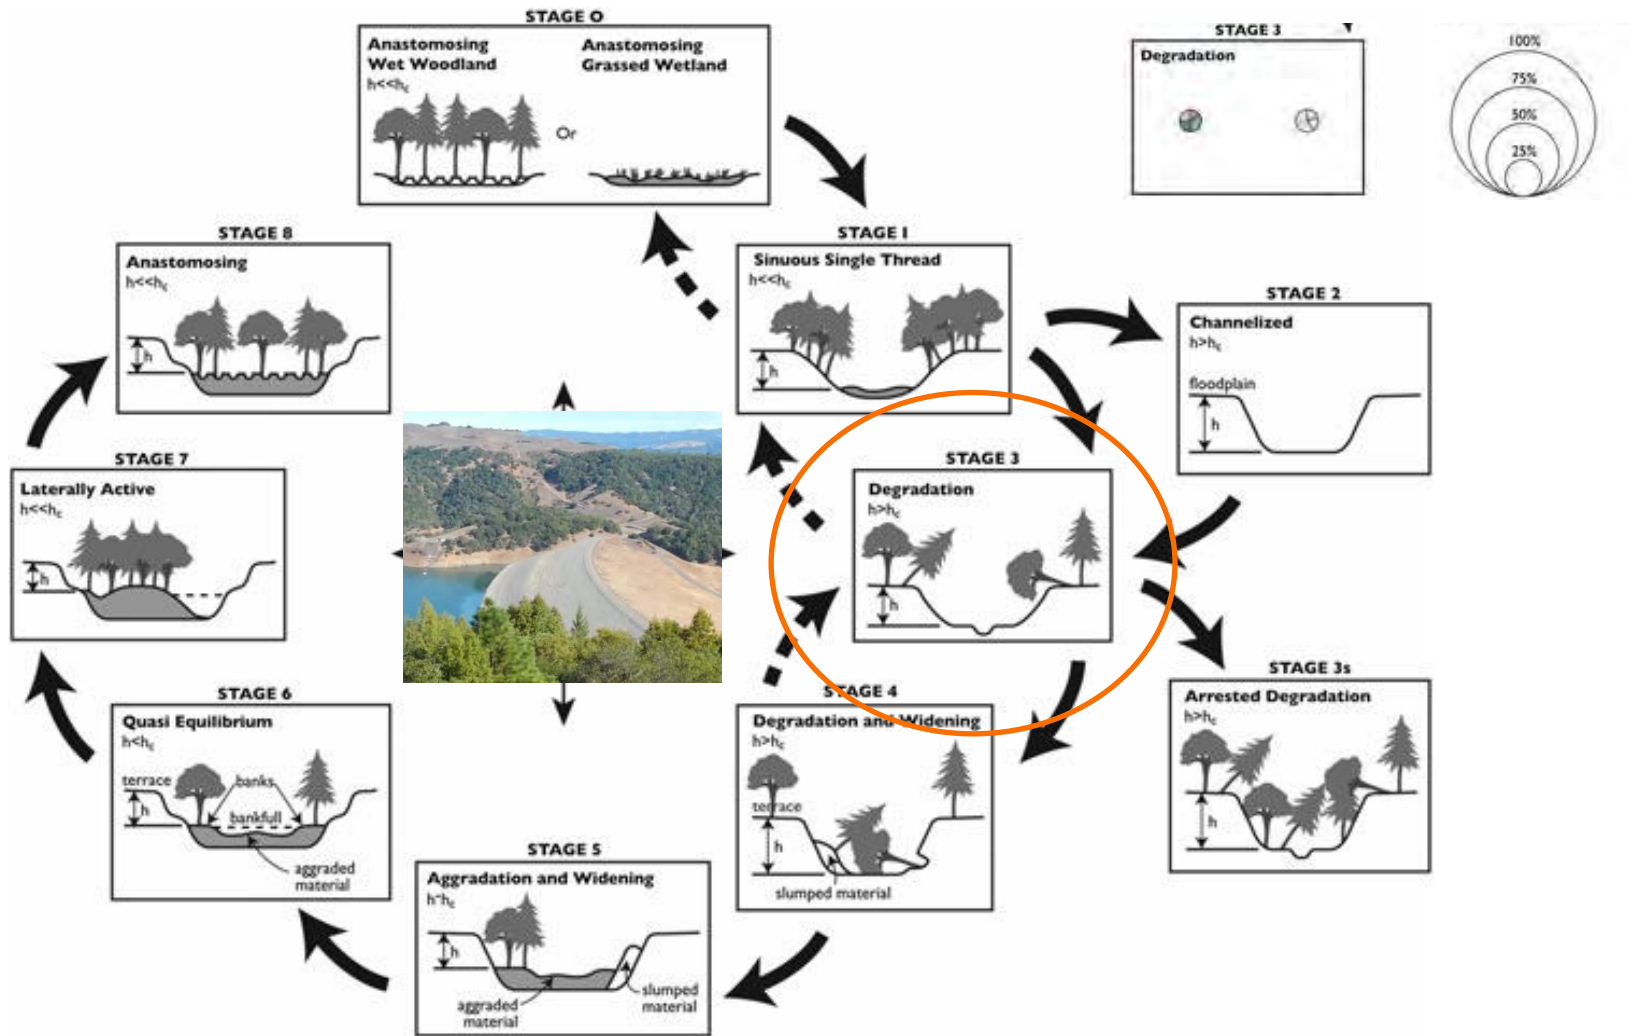 STAGE 0
Anastomosing
Wet Woodland
h<<hc
Or
Anastomosing
Grassed Wetland
STAGE 3
Degradation
100%
75%
50%
25%
STAGE 8
Anastomosing
h<<hc
h
STAGE 1
Sinuous Single Thread
h<<hc
h
STAGE 2
Channelized
h>hc
floodplain
h
STAGE 7
Laterally Active
h<<hc
h
STAGE 3
Degradation
h>hc
h
STAGE 6
Quasi Equilibrium
h<hc
terrace
banks
h
bankfull
aggraded
material
STAGE 4
Degradation and Widening
h>hc
terrace
h
slumped material
STAGE 3s
Arrested Degradation
h>hc
h
STAGE 5
Aggradation and Widening
h~hc
h
aggraded
material
slumped
material